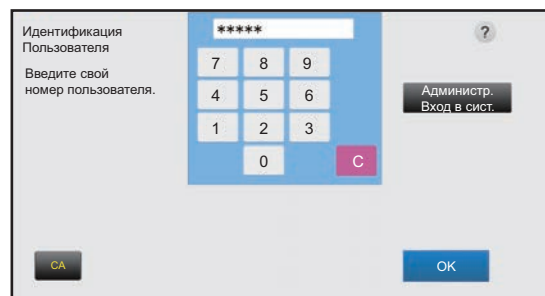 Идентификация
Пользователя
Введите свой
номер пользователя.
*****
7 8 9
4 5 6
1 2 3
0 C
?
Администр.
Вход в сист.
CA
OK